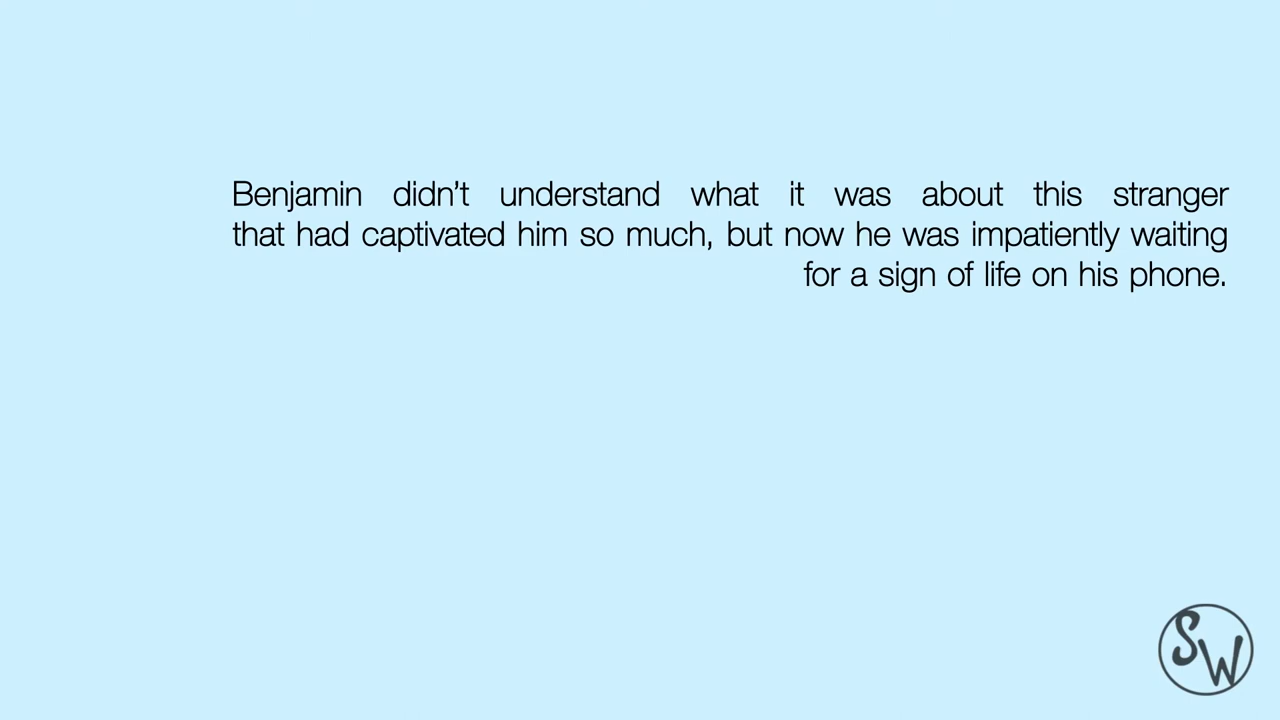 Benjamin didn’t understand what it was about this stranger
that had captivated him so much, but now he was impatiently waiting
for a sign of life on his phone.
SW